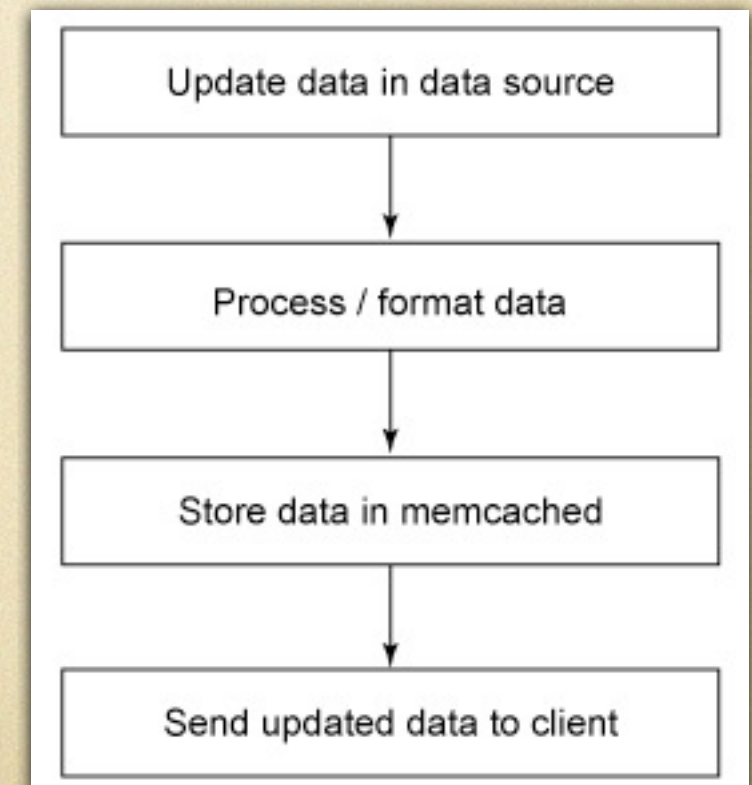 Update data in data source
Process / format data
Store data in memcached
Send updated data to client